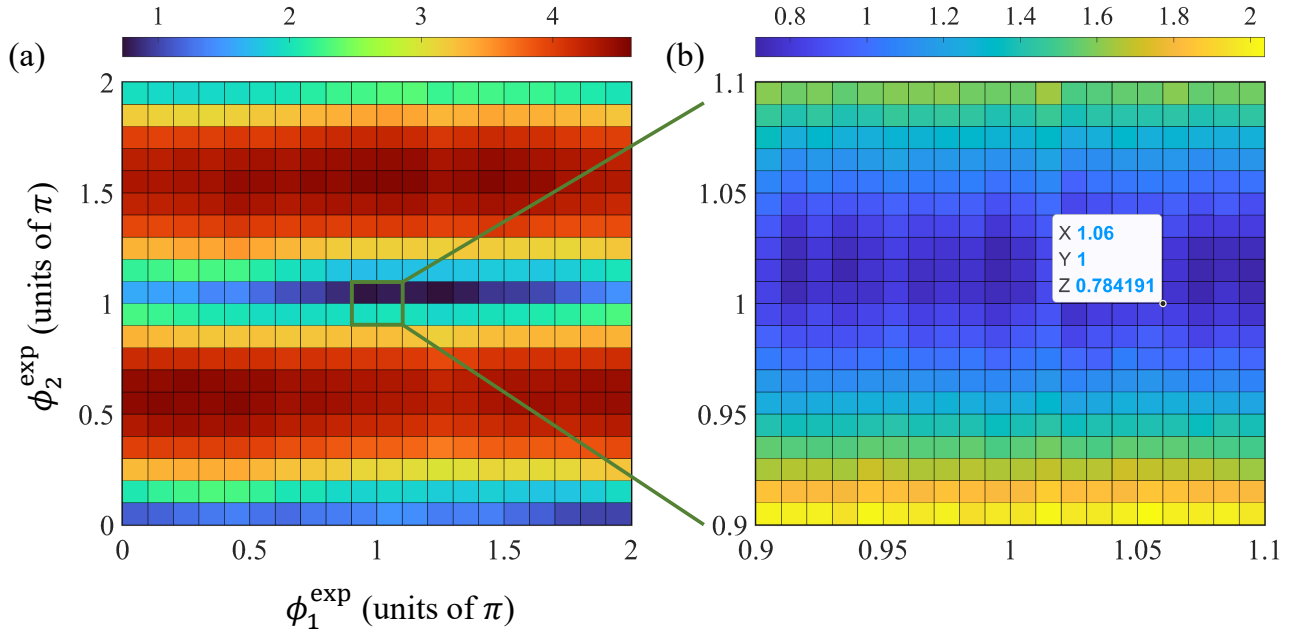 1 2 3 4
0.8 1 1.2 1.4 1.6 1.8 2
(a)
(b)
2
1.5
1
0.5
0
ϕ₂ᵉˣᵖ (units of π)
0 0.5 1 1.5 2
ϕ₁ᵉˣᵖ (units of π)
1.1
1.05
1
0.95
0.9
X 1.06
Y 1
Z 0.784191
0.9 0.95 1 1.05 1.1